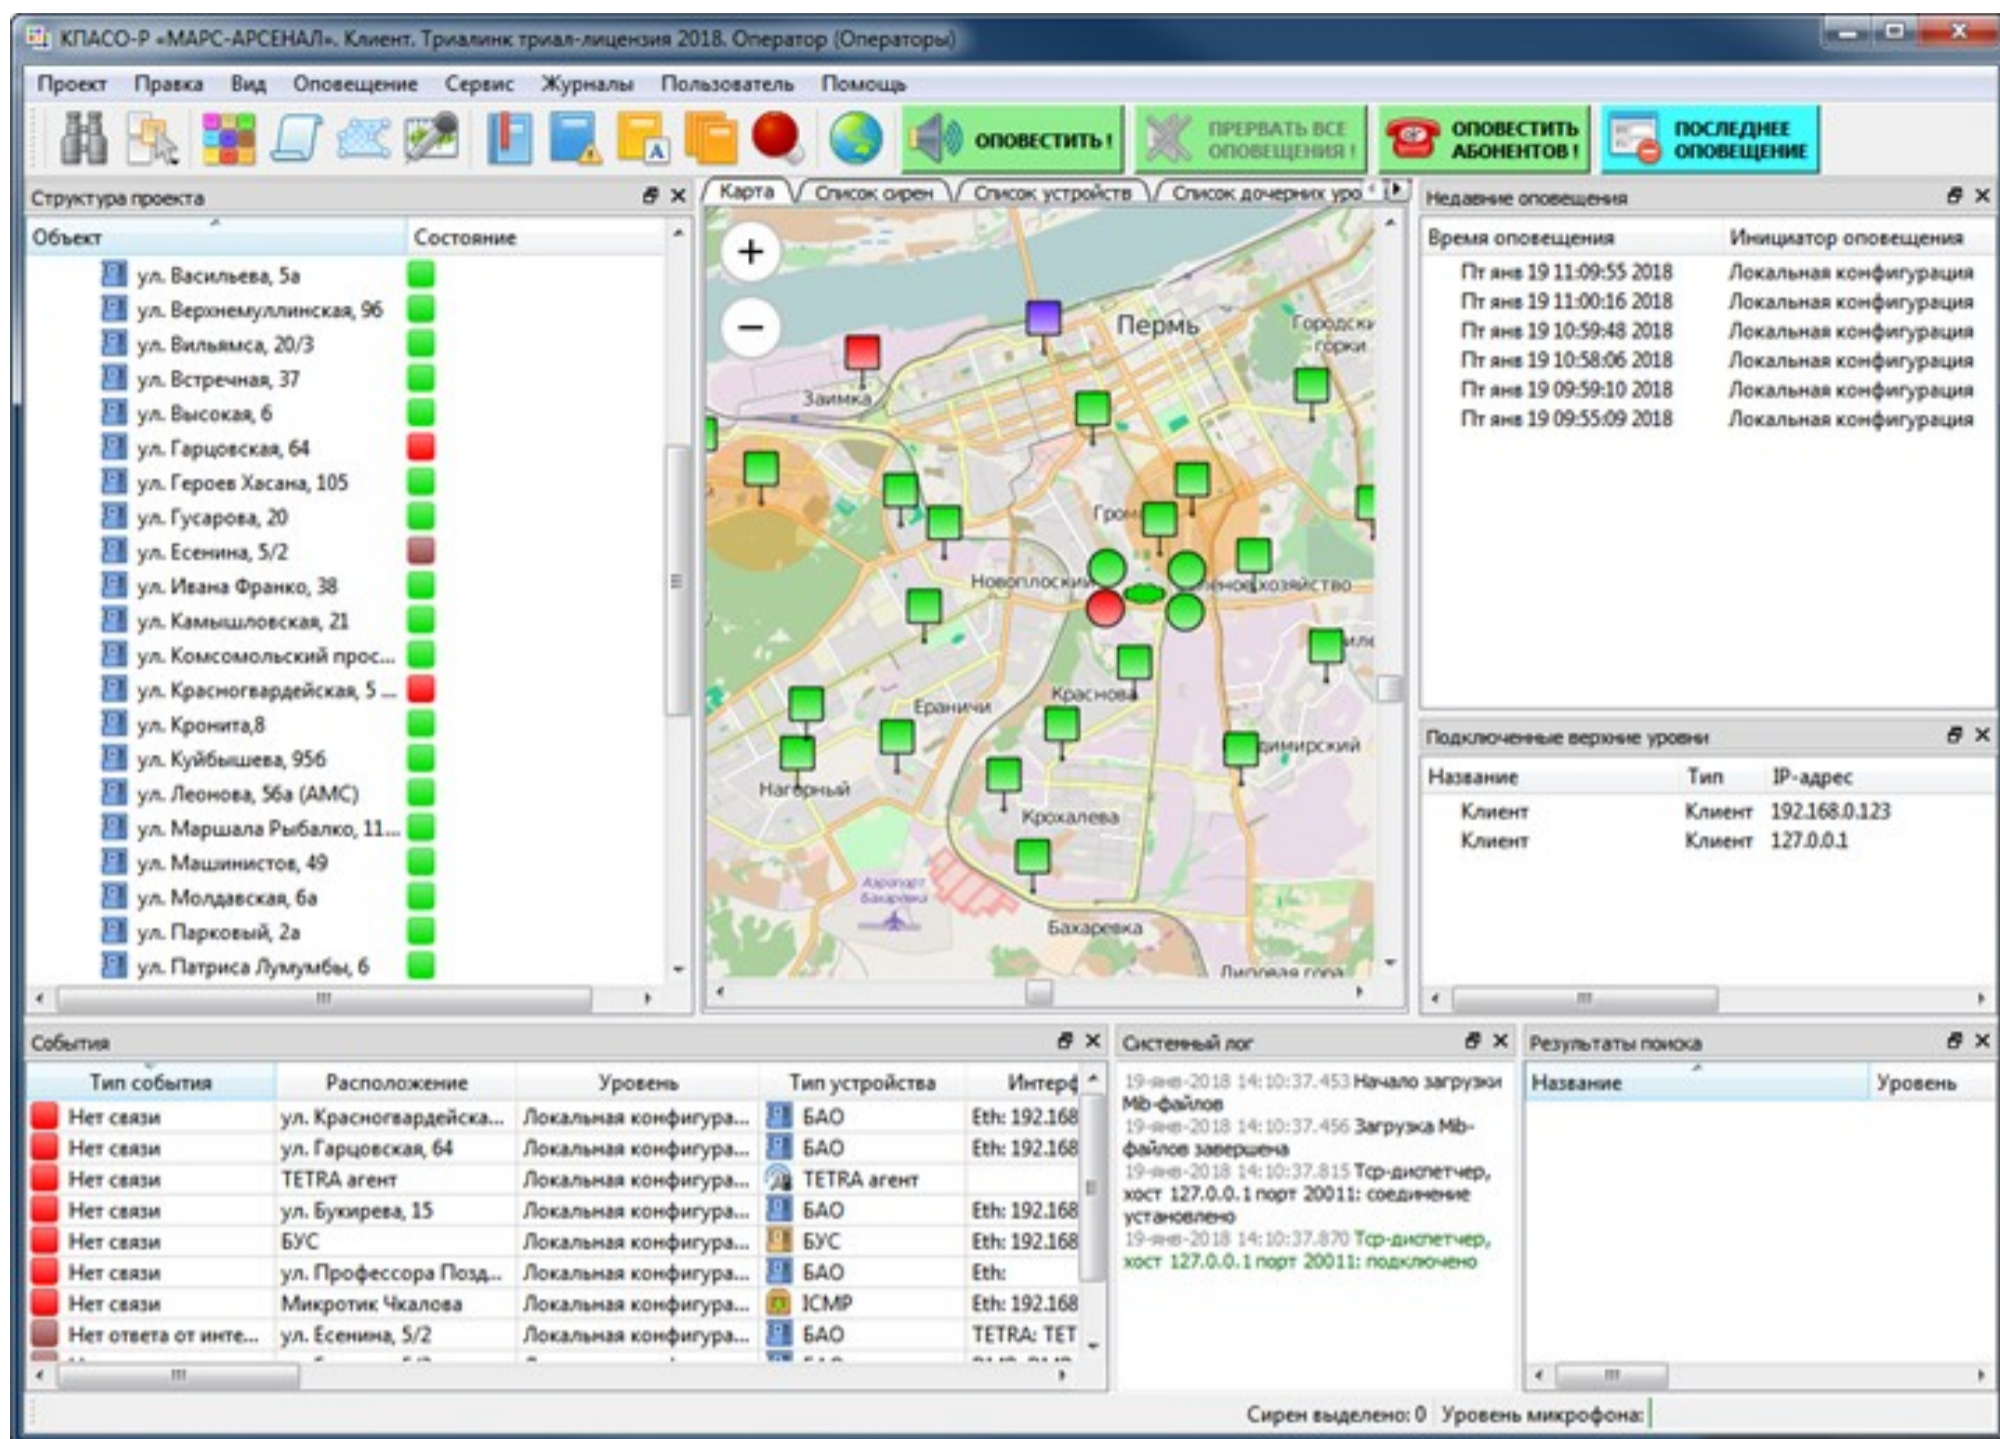 КПАСО-Р «МАРС-АРСЕНАЛ». Клиент. Триалинк триал-лицензия 2018. Оператор (Операторы)
Проект Правка Вид Оповещение Сервис Журналы Пользователь Помощь
ОПОВЕСТИТЬ !
ПРЕРВАТЬ ВСЕ
ОПОВЕЩЕНИЯ !
ОПОВЕСТИТЬ
АБОНЕНТОВ !
ПОСЛЕДНЕЕ
ОПОВЕЩЕНИЕ
Структура проекта
Объект Состояние
ул. Васильева, 5а
ул. Верхнемуллинская, 96
ул. Вильямса, 20/3
ул. Встречная, 37
ул. Высокая, 6
ул. Гарцовская, 64
ул. Героев Хасана, 105
ул. Гусарова, 20
ул. Есенина, 5/2
ул. Ивана Франко, 38
ул. Камышловская, 21
ул. Комсомольский прос...
ул. Красногвардейская, 5 ...
ул. Кронита,8
ул. Куйбышева, 95б
ул. Леонова, 56а (АМС)
ул. Маршала Рыбалко, 11...
ул. Машинистов, 49
ул. Молдавская, 6а
ул. Парковый, 2а
ул. Патриса Лумумбы, 6
Карта Список сирен Список устройств Список дочерних уро
+
−
Пермь
Городски
горки
Заимка
Гром
Новоплоский
хозяйство
Краснова
Ераничи
димирский
Нагорный
Крохалева
Аэропорт
Бахаревка
Бахаревка
Липовая гора
Недавние оповещения
Время оповещения Инициатор оповещения
Пт янв 19 11:09:55 2018 Локальная конфигурация
Пт янв 19 11:00:16 2018 Локальная конфигурация
Пт янв 19 10:59:48 2018 Локальная конфигурация
Пт янв 19 10:58:06 2018 Локальная конфигурация
Пт янв 19 09:59:10 2018 Локальная конфигурация
Пт янв 19 09:55:09 2018 Локальная конфигурация
Подключенные верхние уровни
Название Тип IP-адрес
Клиент Клиент 192.168.0.123
Клиент Клиент 127.0.0.1
События
Тип события Расположение Уровень Тип устройства Интерф
Нет связи ул. Красногвардейска... Локальная конфигура... БАО Eth: 192.168
Нет связи ул. Гарцовская, 64 Локальная конфигура... БАО Eth: 192.168
Нет связи TETRA агент Локальная конфигура... TETRA агент
Нет связи ул. Букирева, 15 Локальная конфигура... БАО Eth: 192.168
Нет связи БУС Локальная конфигура... БУС Eth: 192.168
Нет связи ул. Профессора Позд... Локальная конфигура... БАО Eth:
Нет связи Микротик Чкалова Локальная конфигура... ICMP Eth: 192.168
Нет ответа от инте... ул. Есенина, 5/2 Локальная конфигура... БАО TETRA: TET
Системный лог
19-янв-2018 14:10:37.453 Начало загрузки
Mib-файлов
19-янв-2018 14:10:37.456 Загрузка Mib-
файлов завершена
19-янв-2018 14:10:37.815 Tcp-диспетчер,
хост 127.0.0.1 порт 20011: соединение
установлено
19-янв-2018 14:10:37.870 Tcp-диспетчер,
хост 127.0.0.1 порт 20011: подключено
Результаты поиска
Название Уровень
Сирен выделено: 0 Уровень микрофона: